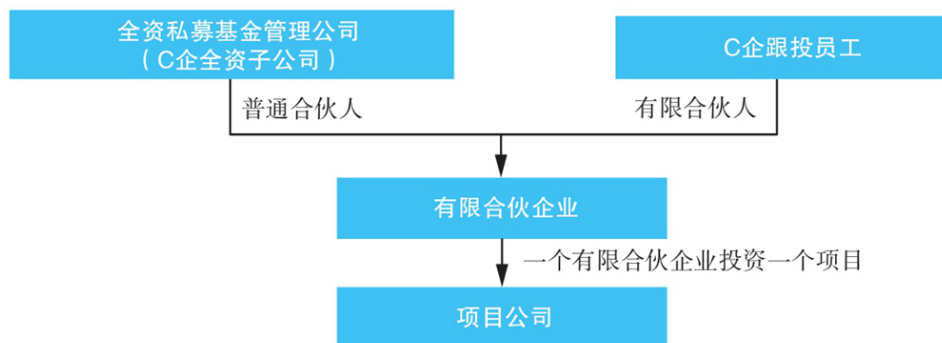 全资私募基金管理公司
（C企全资子公司）
C企跟投员工
普通合伙人
有限合伙人
有限合伙企业
一个有限合伙企业投资一个项目
项目公司